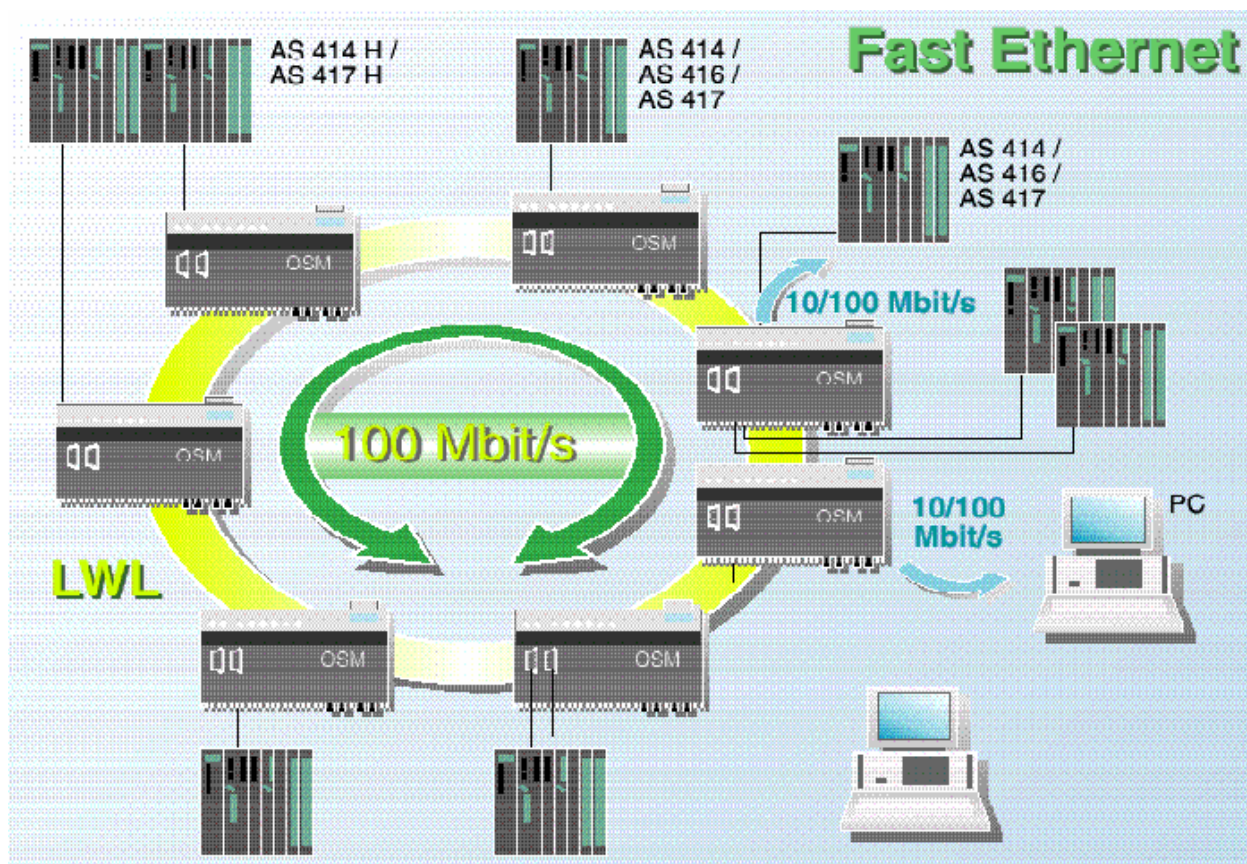 Fast Ethernet
AS 414 H /
AS 417 H
AS 414 /
AS 416 /
AS 417
AS 414 /
AS 416 /
AS 417
OSM
OSM
10/100 Mbit/s
OSM
100 Mbit/s
OSM
OSM
10/100
Mbit/s
PC
LWL
OSM
OSM